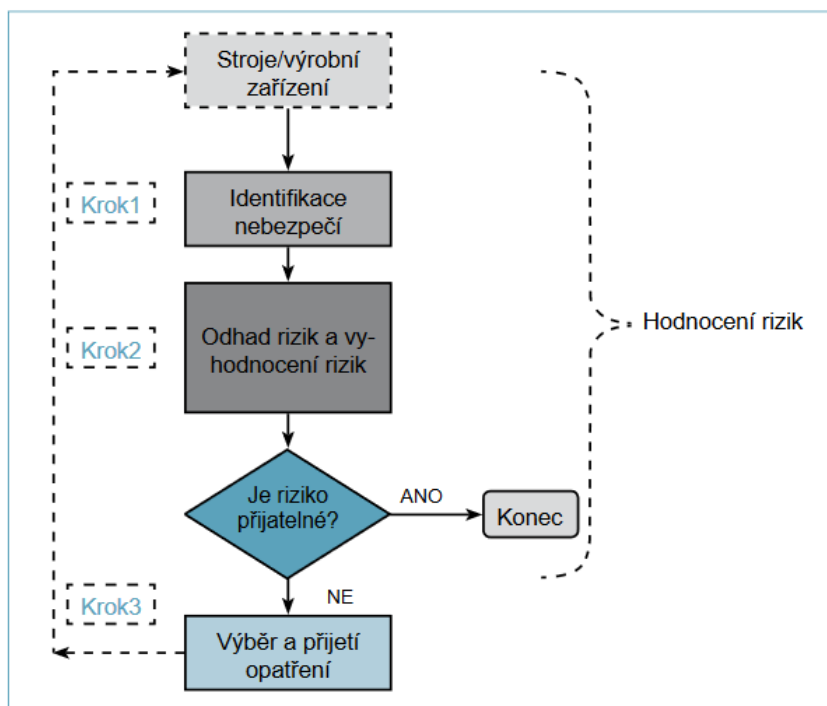 Stroje/výrobní
zařízení
Krok1
Identifikace
nebezpečí
Krok2
Odhad rizik a vy-
hodnocení rizik
Hodnocení rizik
Je riziko
přijatelné?
ANO
Konec
NE
Krok3
Výběr a přijetí
opatření